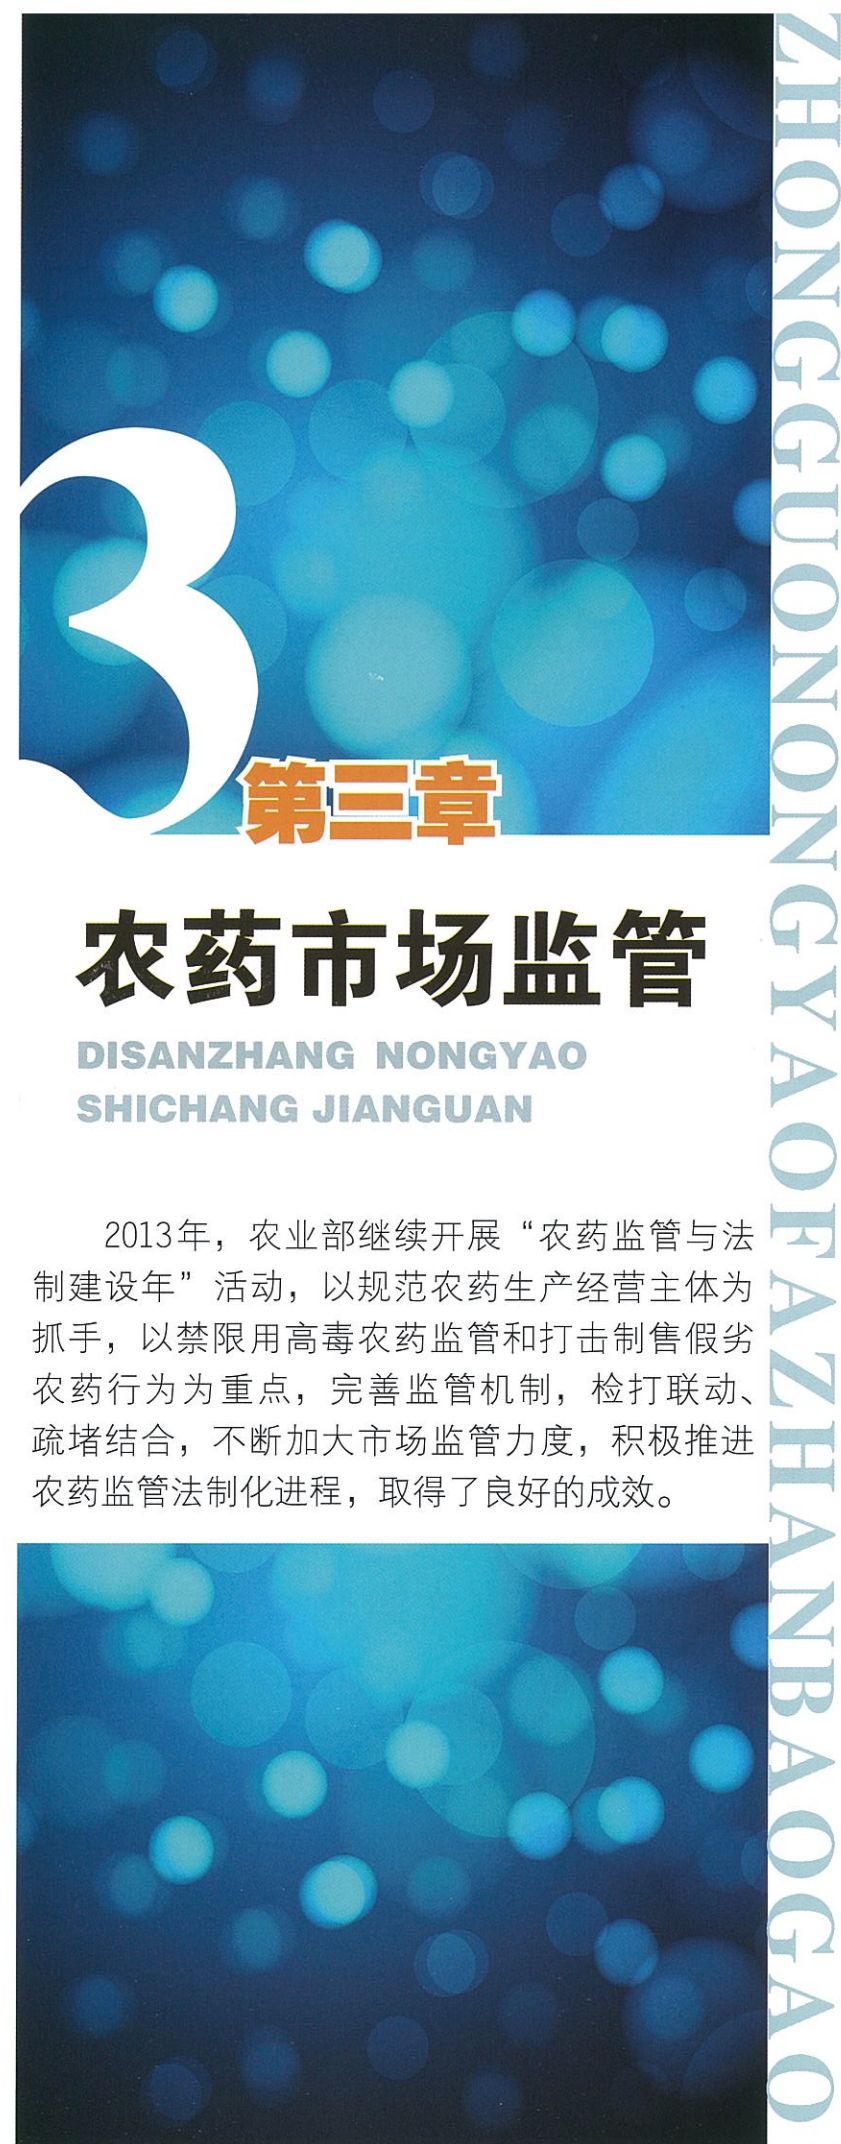 3
第三章
农药市场监管
DISANZHANG NONGYAO
SHICHANG JIANGUAN
2013年，农业部继续开展“农药监管与法
制建设年”活动，以规范农药生产经营主体为
抓手，以禁限用高毒农药监管和打击制售假劣
农药行为为重点，完善监管机制，检打联动、
疏堵结合，不断加大市场监管力度，积极推进
农药监管法制化进程，取得了良好的成效。
ZHONGGUONONGYAOFAZHANBAOGAO